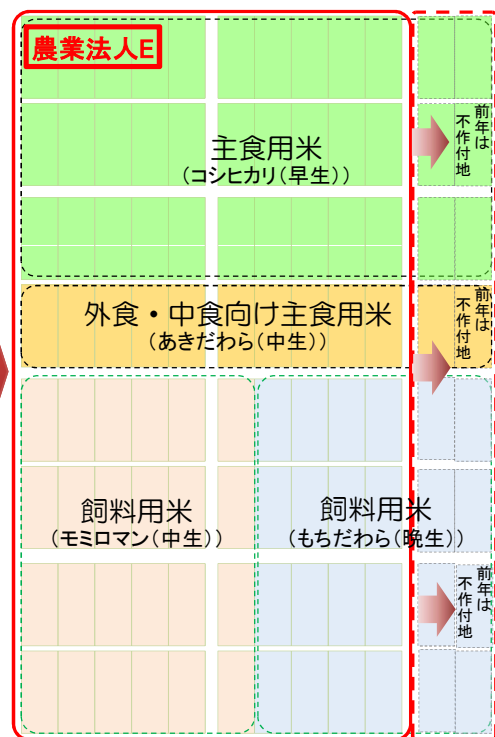 農業法人E
主食用米
(コシヒカリ(早生))
前年は
不作付地
外食・中食向け主食用米
(あきだわら(中生))
前年は
不作付地
飼料用米
(モミロマン(中生))
飼料用米
(もちだわら(晩生))
前年は
不作付地